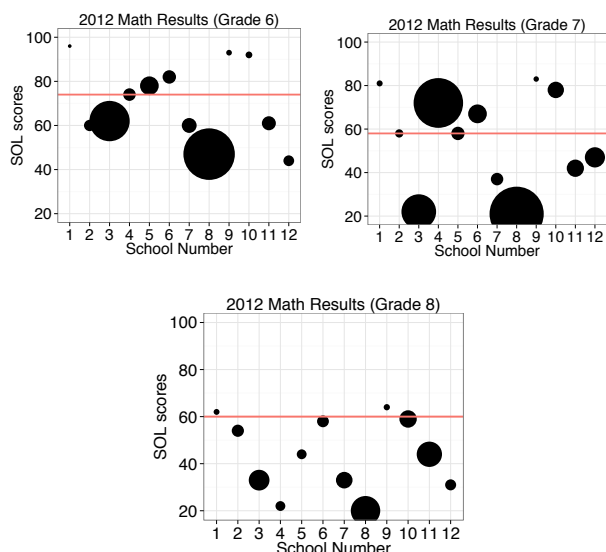 2012 Math Results (Grade 6)
100
80
60
40
20
SOL scores
1 2 3 4 5 6 7 8 9 10 11 12
School Number
2012 Math Results (Grade 7)
100
80
60
40
20
SOL scores
1 2 3 4 5 6 7 8 9 10 11 12
School Number
2012 Math Results (Grade 8)
100
80
60
40
20
SOL scores
1 2 3 4 5 6 7 8 9 10 11 12
School Number